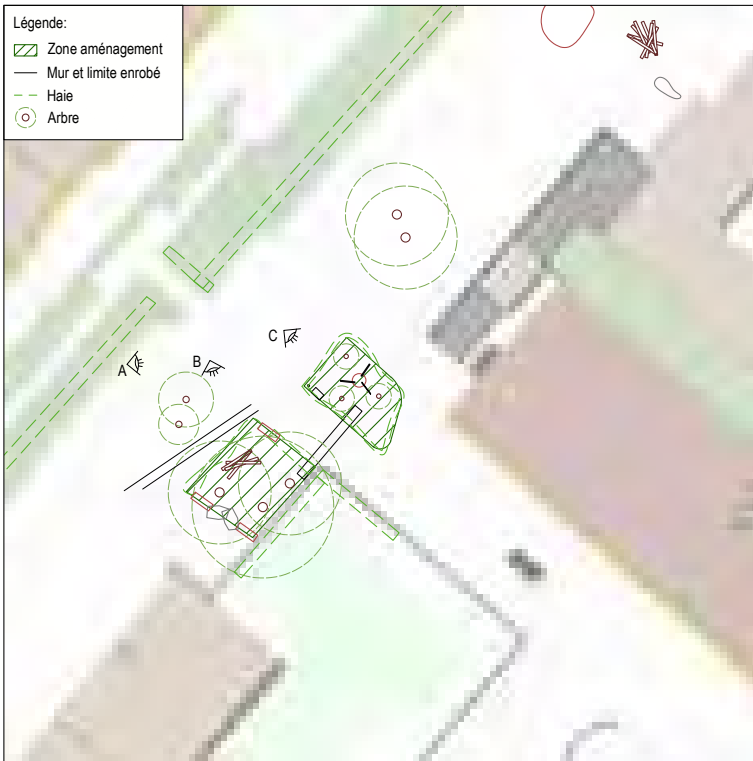 Légende:
Zone aménagement
Mur et limite enrobé
Haie
Arbre
C
B
A